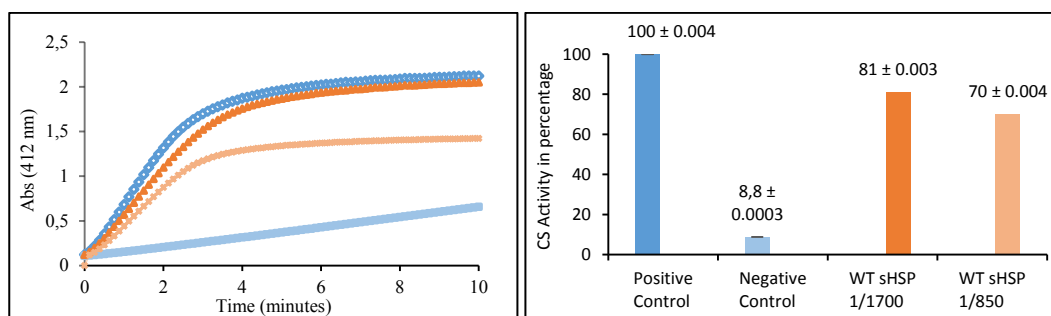 2,5
2
1,5
1
0,5
0
Abs (412 nm)
0 2 4 6 8 10
Time (minutes)
100 ± 0.004
81 ± 0.003
70 ± 0.004
8,8 ±
0.0003
100
80
60
40
20
0
CS Activity in percentage
Positive Negative WT sHSP WT sHSP
Control Control 1/1700 1/850